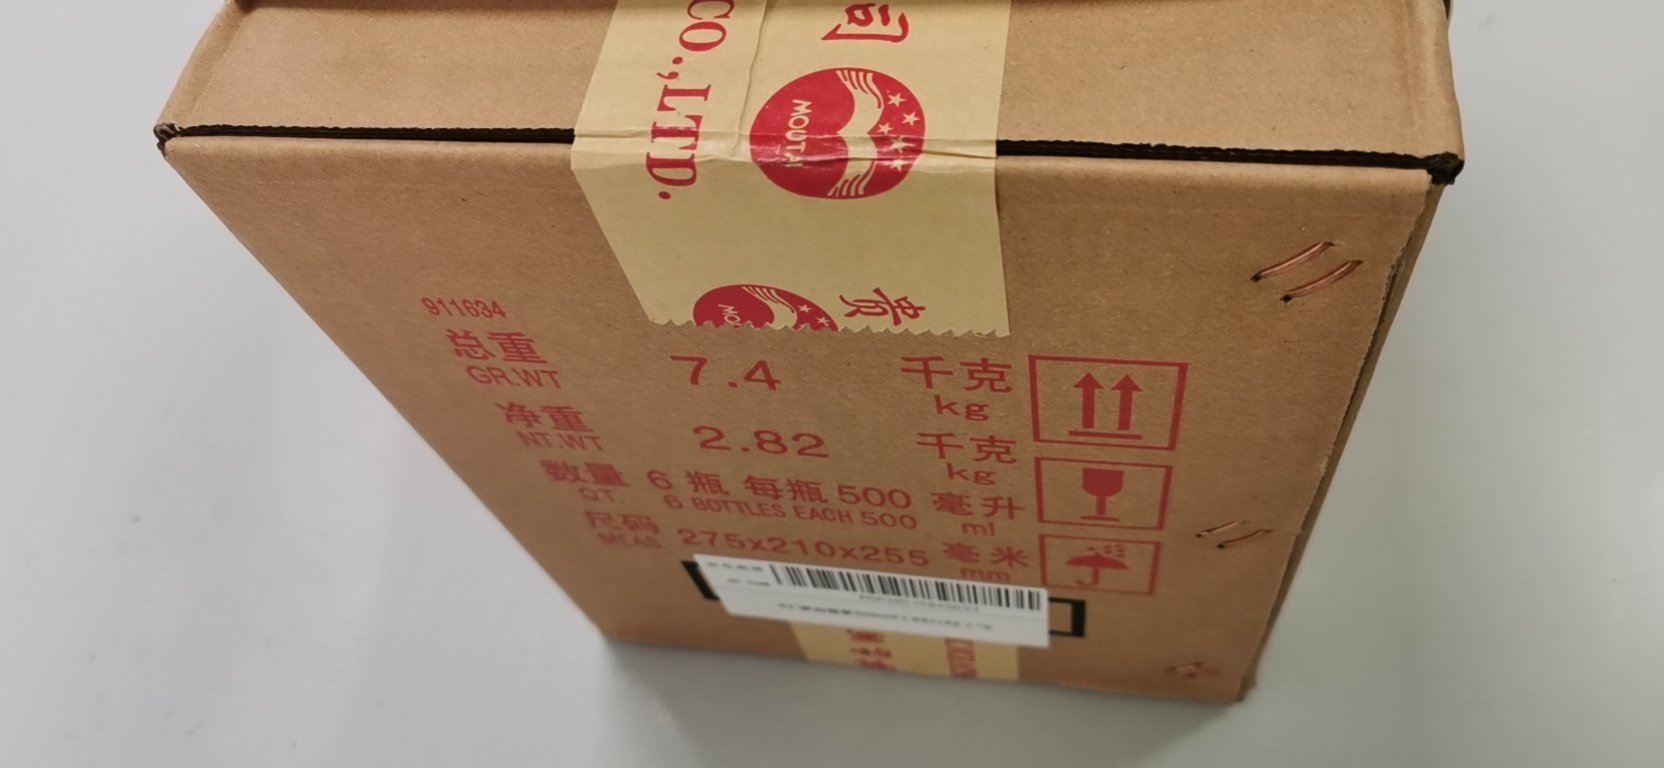 司
CO.,LTD.
MOUTAI
贵
911634
总重 7.4 千克
GR.WT kg
净重 2.82 千克
NT.WT kg
数量 6 瓶 每瓶 500 毫升
QT. 6 BOTTLES EACH 500 ml
尺码 275x210x255 毫米
MEAS mm